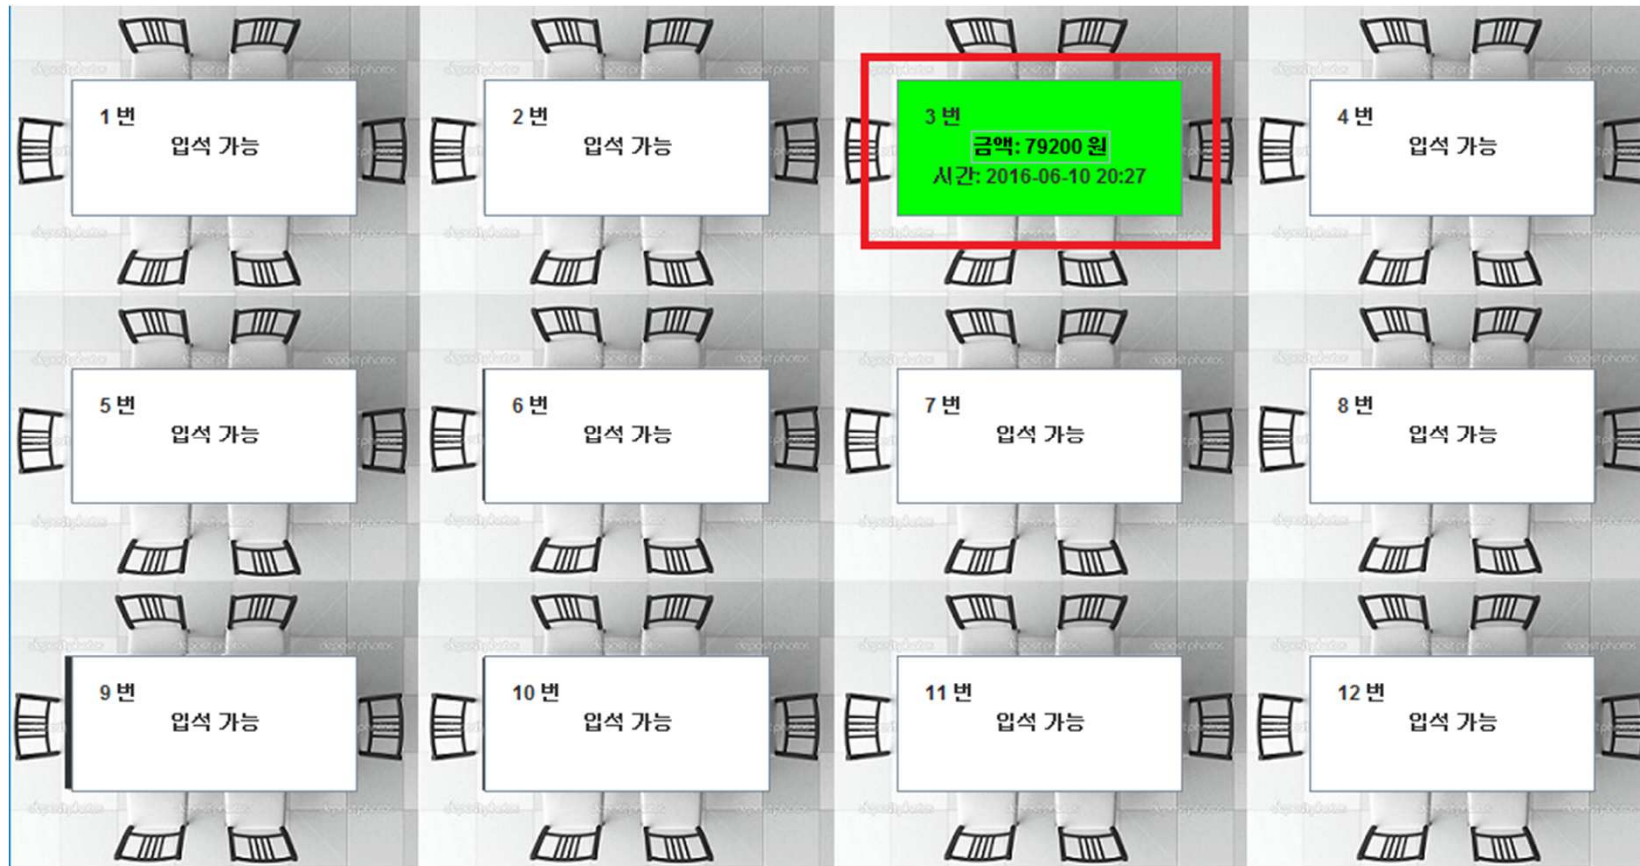 1 번
입석 가능
2 번
입석 가능
3 번
금액: 79200 원
시간: 2016-06-10 20:27
4 번
입석 가능
5 번
입석 가능
6 번
입석 가능
7 번
입석 가능
8 번
입석 가능
9 번
입석 가능
10 번
입석 가능
11 번
입석 가능
12 번
입석 가능